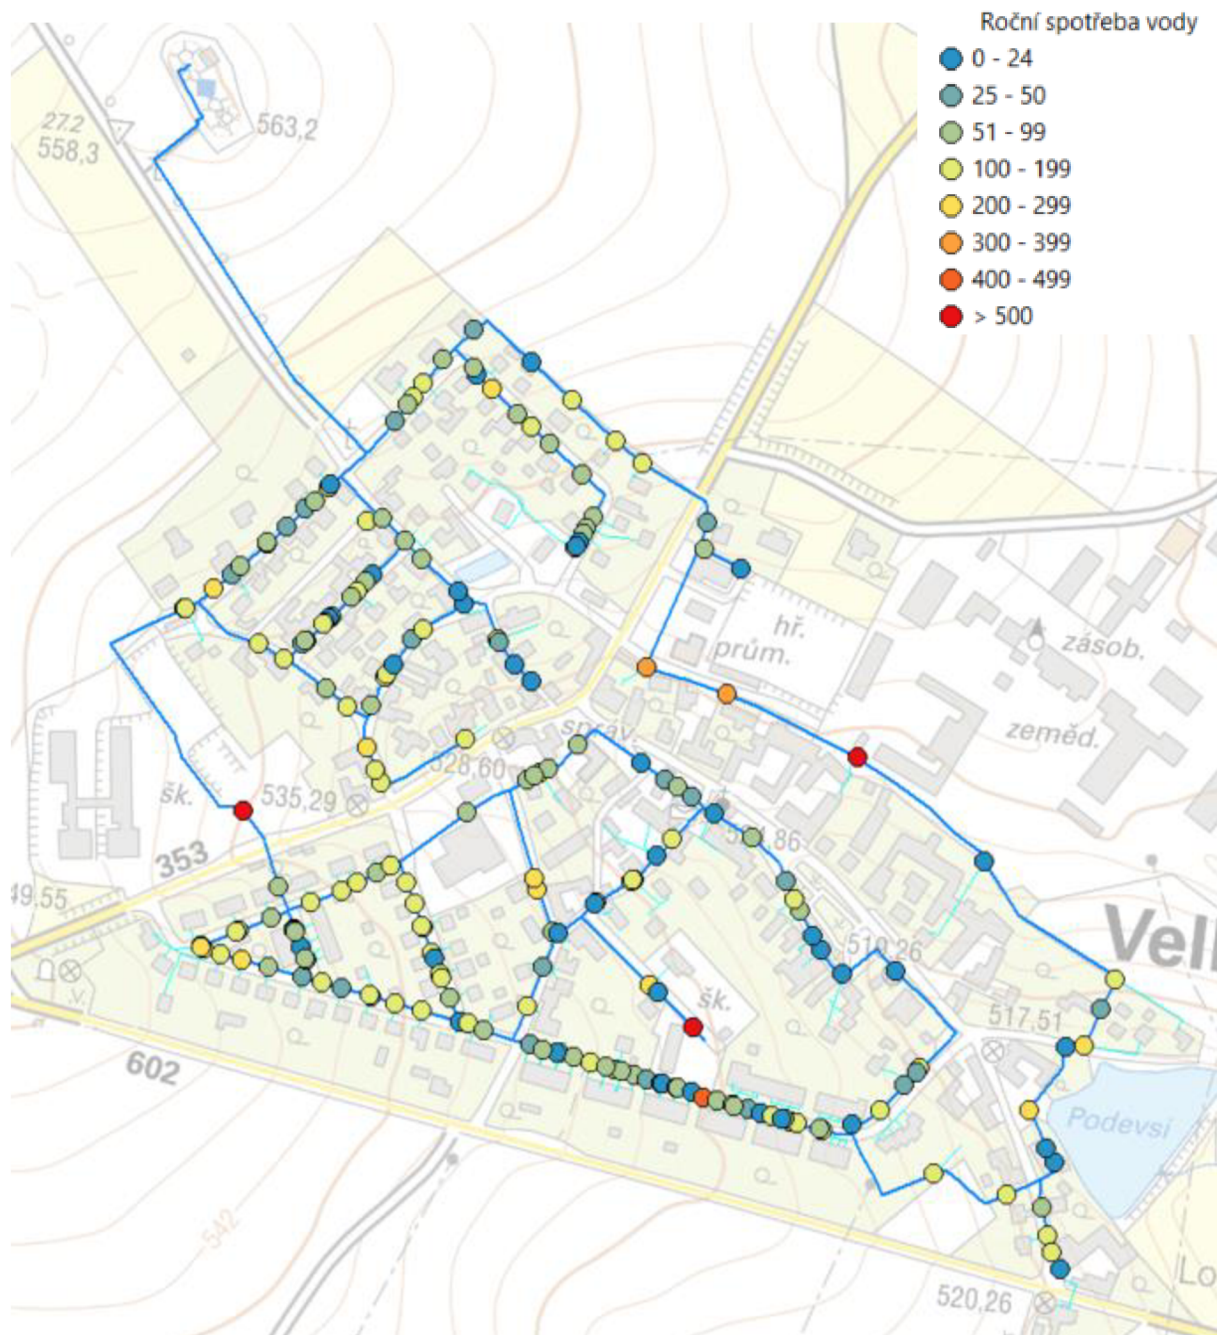 Roční spotřeba vody
0 - 24
25 - 50
51 - 99
100 - 199
200 - 299
300 - 399
400 - 499
> 500
27.2
558,3
563,2
hř.
prům.
zásob.
zeměd.
správ.
528,60
šk.
535,29
353
49.55
510,26
Vell
šk.
517,51
602
Podevsí
542
Lo
520,26